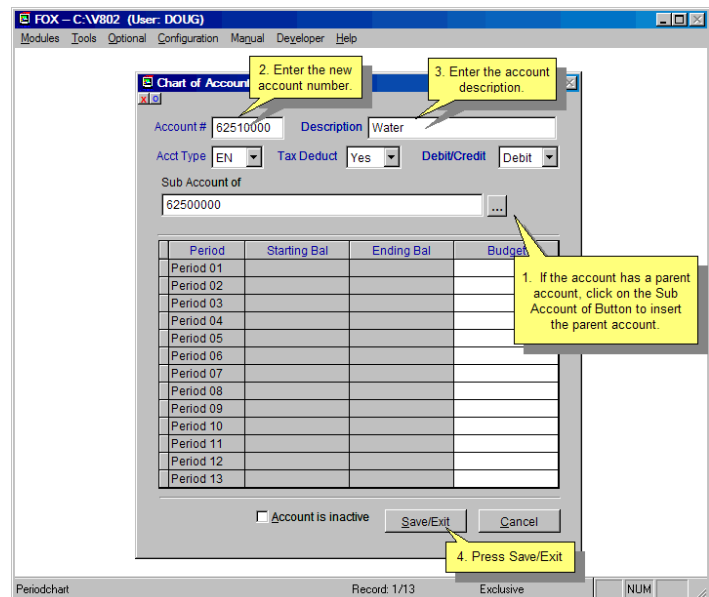 FOX – C:\V802 (User: DOUG)
Modules Tools Optional Configuration Manual Developer Help
2. Enter the new
account number.
3. Enter the account
description.
Chart of Accoun
Account # 62510000 Description Water
Acct Type EN Tax Deduct Yes Debit/Credit Debit
Sub Account of
62500000 ...
Period Starting Bal Ending Bal Budget
1. If the account has a parent
account, click on the Sub
Account of Button to insert
the parent account.
Period 01
Period 02
Period 03
Period 04
Period 05
Period 06
Period 07
Period 08
Period 09
Period 10
Period 11
Period 12
Period 13
Account is inactive Save/Exit Cancel
4. Press Save/Exit
Periodchart Record: 1/13 Exclusive NUM